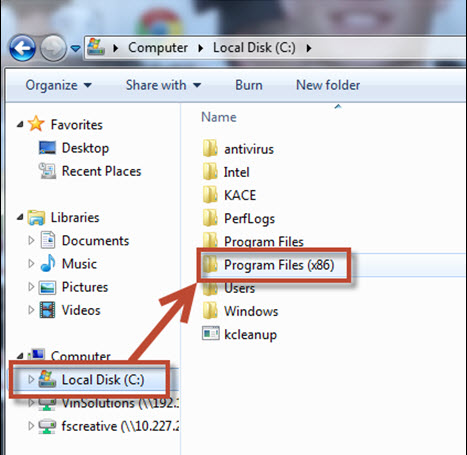 Computer Local Disk (C:)
Organize Share with Burn New folder
Favorites
Desktop
Recent Places
Libraries
Documents
Music
Pictures
Videos
Computer
Local Disk (C:)
VinSolutions (\\192.
fscreative (\\10.227.2
Name
antivirus
Intel
KACE
PerfLogs
Program Files
Program Files (x86)
Users
Windows
kcleanup